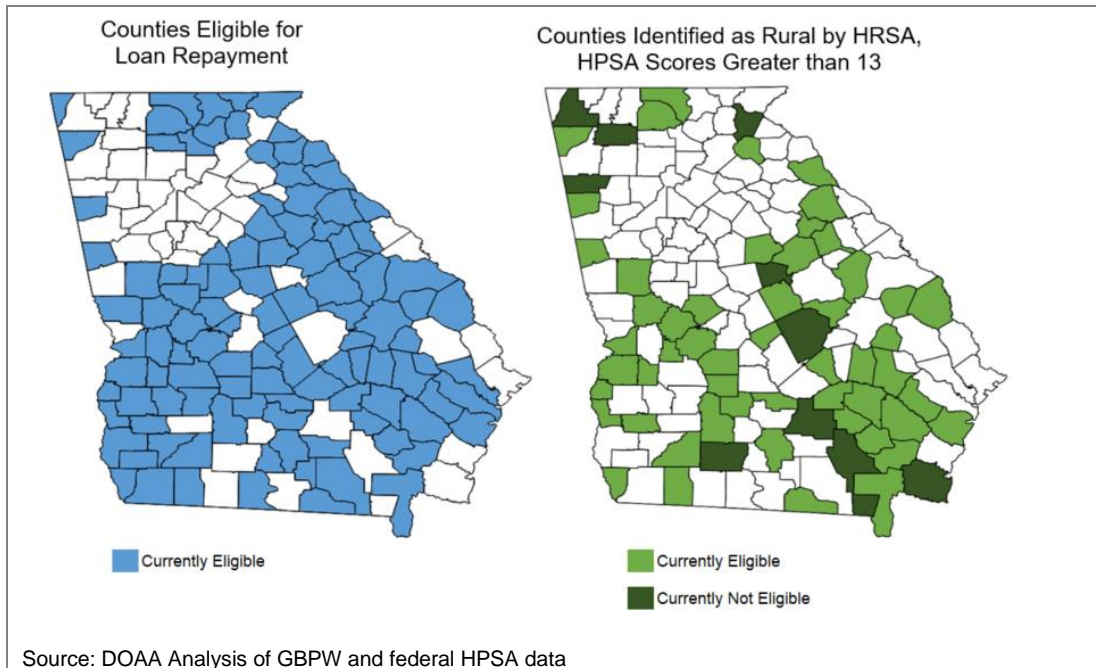 Counties Eligible for
Loan Repayment
Counties Identified as Rural by HRSA,
HPSA Scores Greater than 13
Currently Eligible
Currently Eligible
Currently Not Eligible
Source: DOAA Analysis of GBPW and federal HPSA data